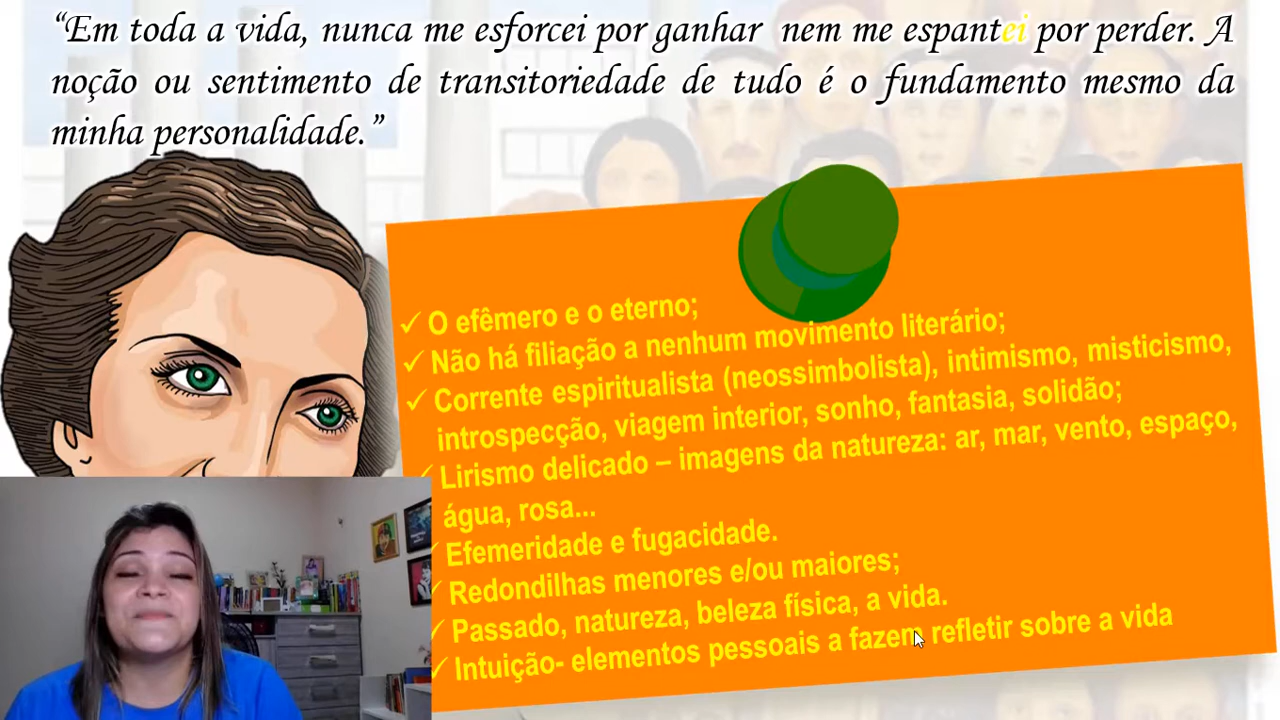 “Em toda a vida, nunca me esforcei por ganhar nem me espantei por perder. A
noção ou sentimento de transitoriedade de tudo é o fundamento mesmo da
minha personalidade.”
✓ O efêmero e o eterno;
✓ Não há filiação a nenhum movimento literário;
✓ Corrente espiritualista (neossimbolista), intimismo, misticismo,
introspecção, viagem interior, sonho, fantasia, solidão;
✓ Lirismo delicado – imagens da natureza: ar, mar, vento, espaço,
água, rosa...
✓ Efemeridade e fugacidade.
✓ Redondilhas menores e/ou maiores;
✓ Passado, natureza, beleza física, a vida.
✓ Intuição- elementos pessoais a fazem refletir sobre a vida